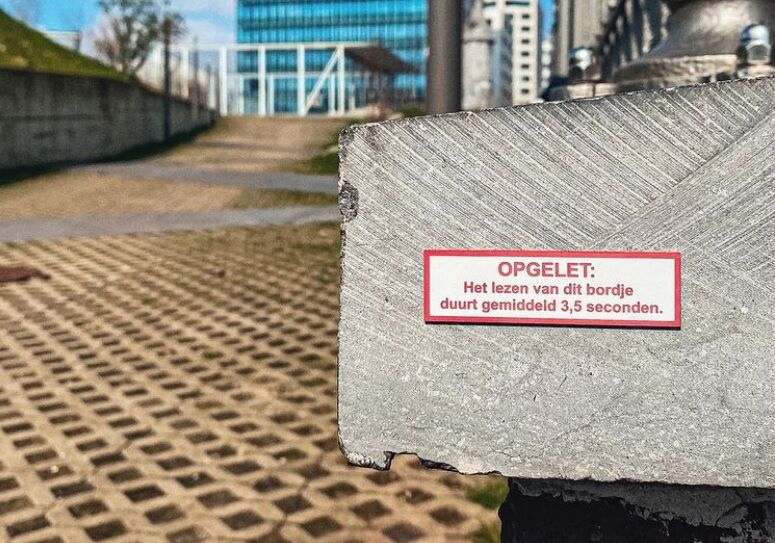 OPGELET:
Het lezen van dit bordje
duurt gemiddeld 3,5 seconden.